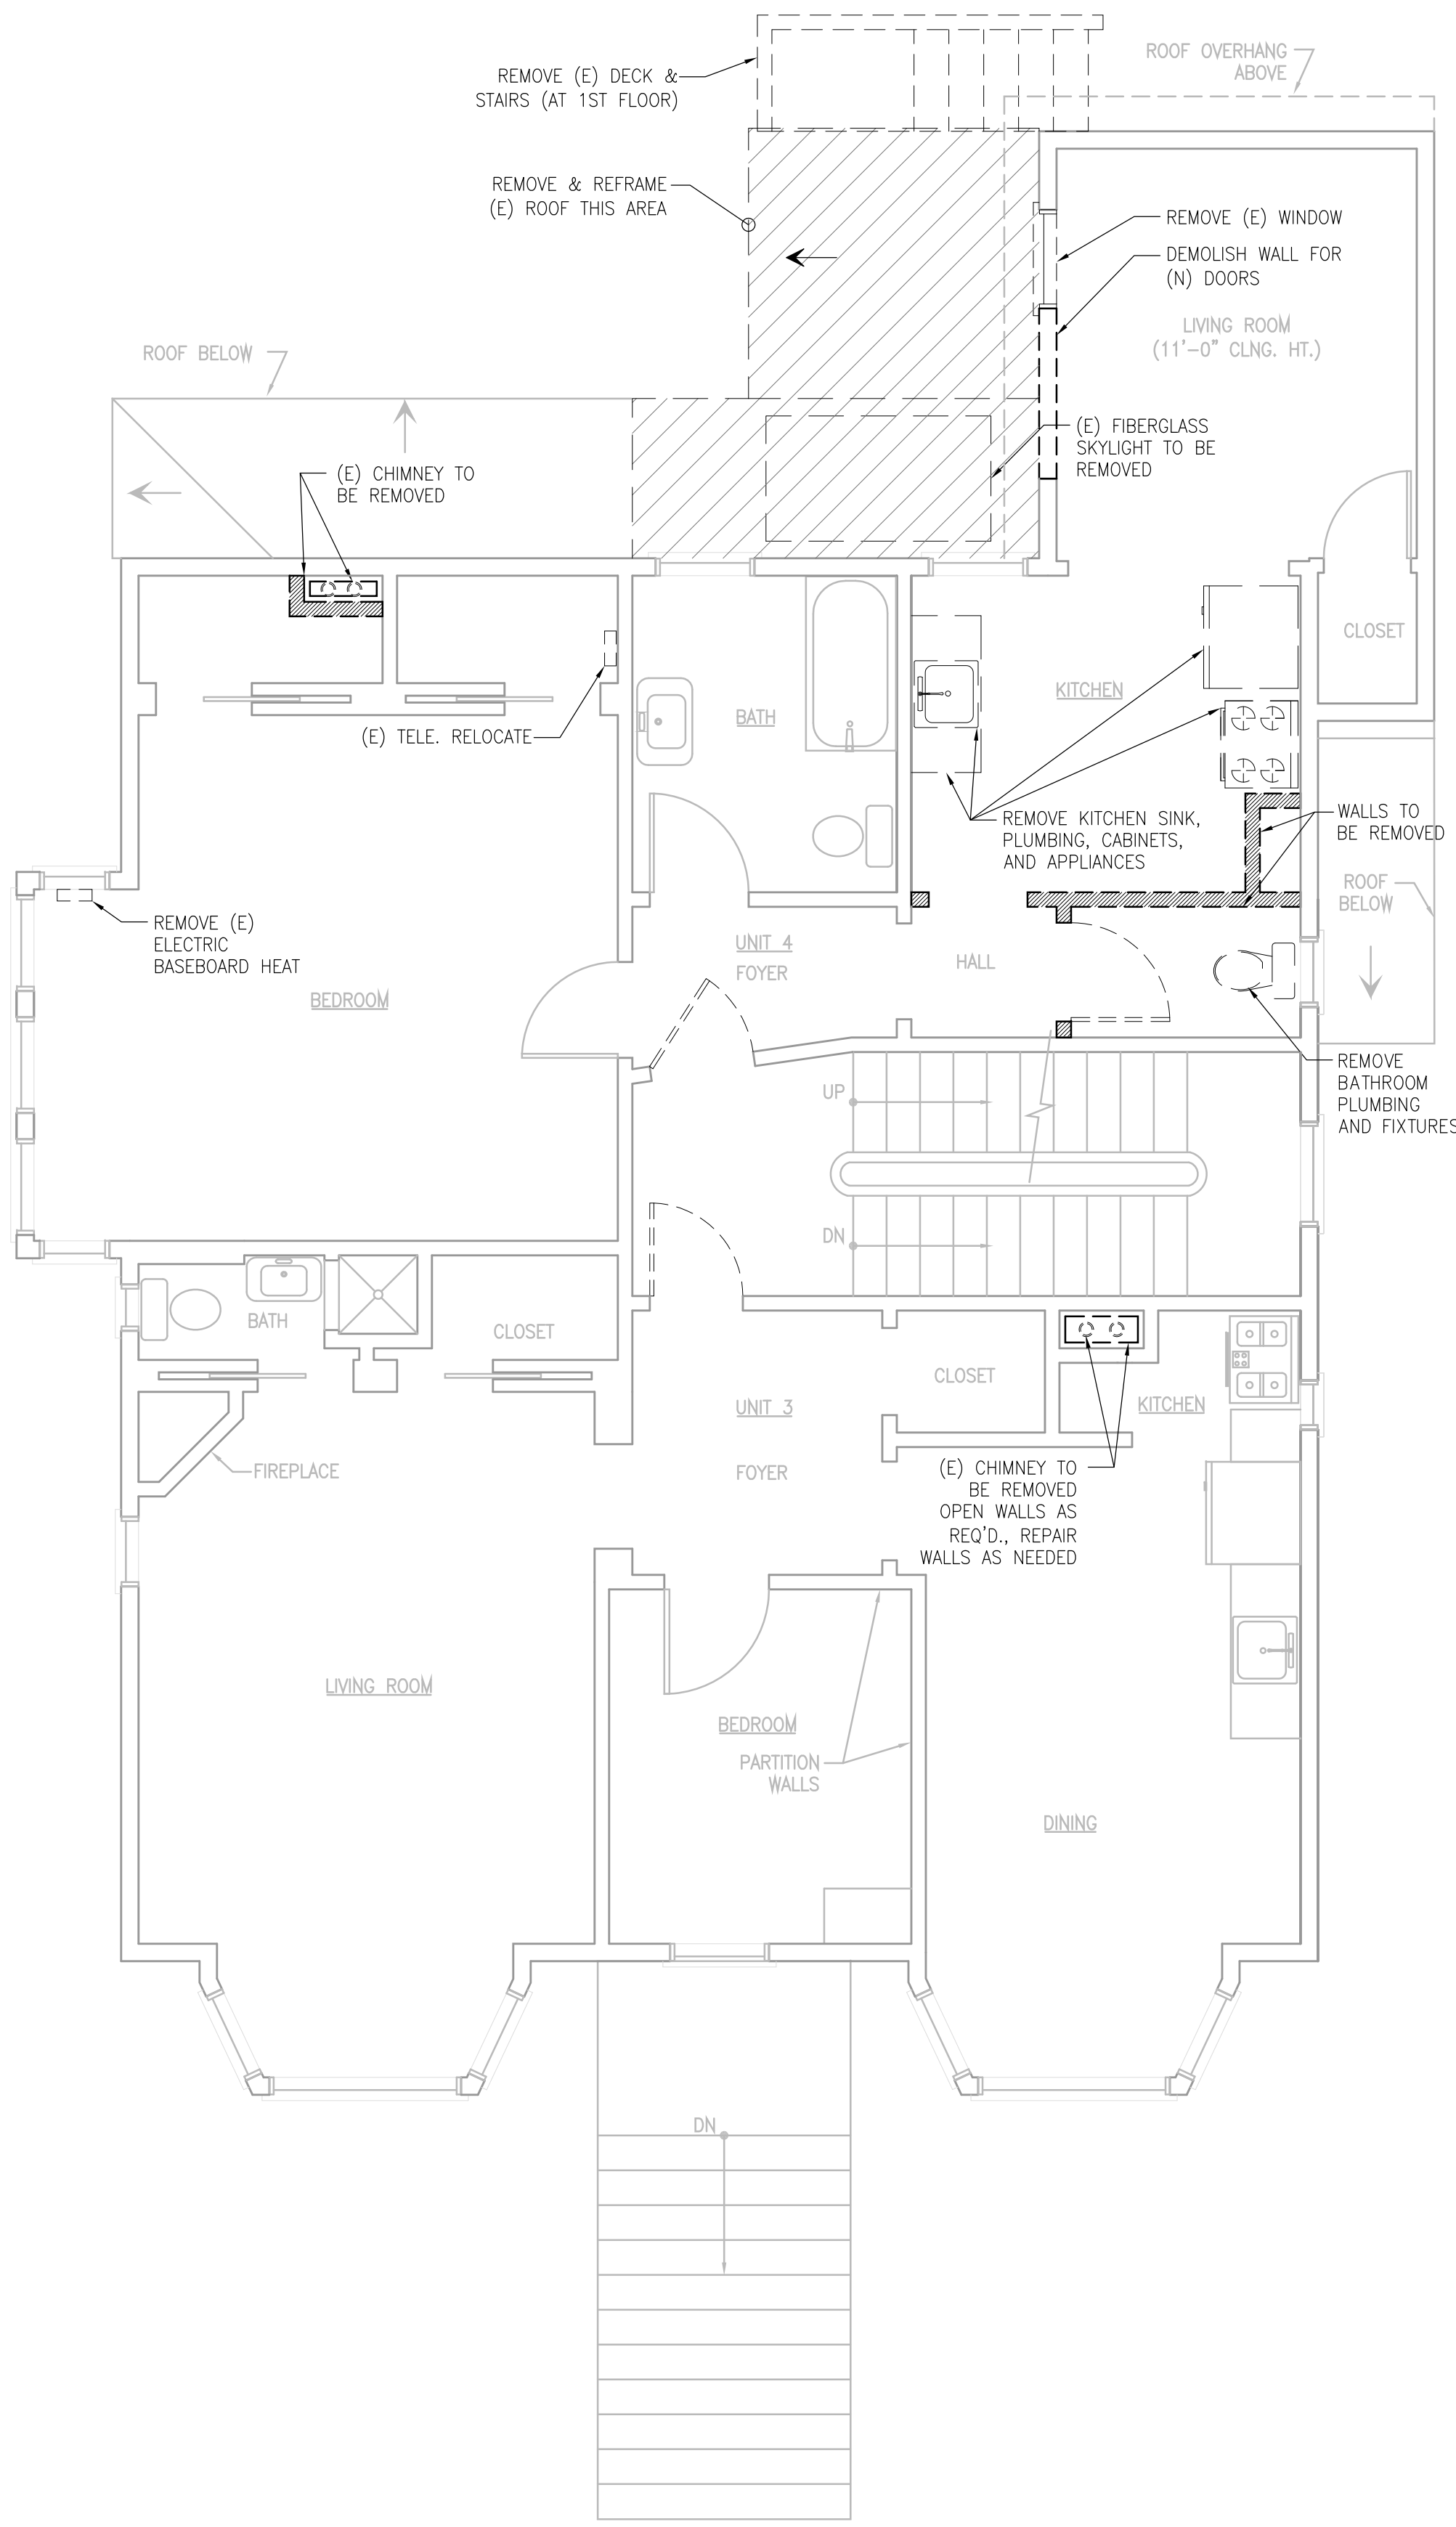 ROOF OVERHANG
ABOVE
REMOVE (E) DECK &
STAIRS (AT 1ST FLOOR)
REMOVE & REFRAME
(E) ROOF THIS AREA
REMOVE (E) WINDOW
DEMOLISH WALL FOR
(N) DOORS
LIVING ROOM
(11'-0" CLNG. HT.)
ROOF BELOW
(E) FIBERGLASS
SKYLIGHT TO BE
REMOVED
(E) CHIMNEY TO
BE REMOVED
CLOSET
KITCHEN
BATH
(E) TELE. RELOCATE
REMOVE KITCHEN SINK,
PLUMBING, CABINETS,
AND APPLIANCES
WALLS TO
BE REMOVED
ROOF
BELOW
REMOVE (E)
ELECTRIC
BASEBOARD HEAT
UNIT 4
FOYER
HALL
BEDROOM
REMOVE
BATHROOM
PLUMBING
AND FIXTURES
UP
DN
BATH
CLOSET
CLOSET
UNIT 3
KITCHEN
FIREPLACE
FOYER
(E) CHIMNEY TO
BE REMOVED
OPEN WALLS AS
REQ'D., REPAIR
WALLS AS NEEDED
LIVING ROOM
BEDROOM
PARTITION
WALLS
DINING
DN